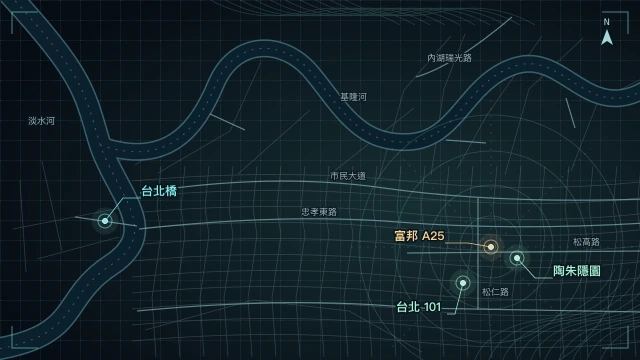 N
內湖瑞光路
基隆河
淡水河
市民大道
台北橋
忠孝東路
富邦 A25
松高路
陶朱隱園
松仁路
台北 101